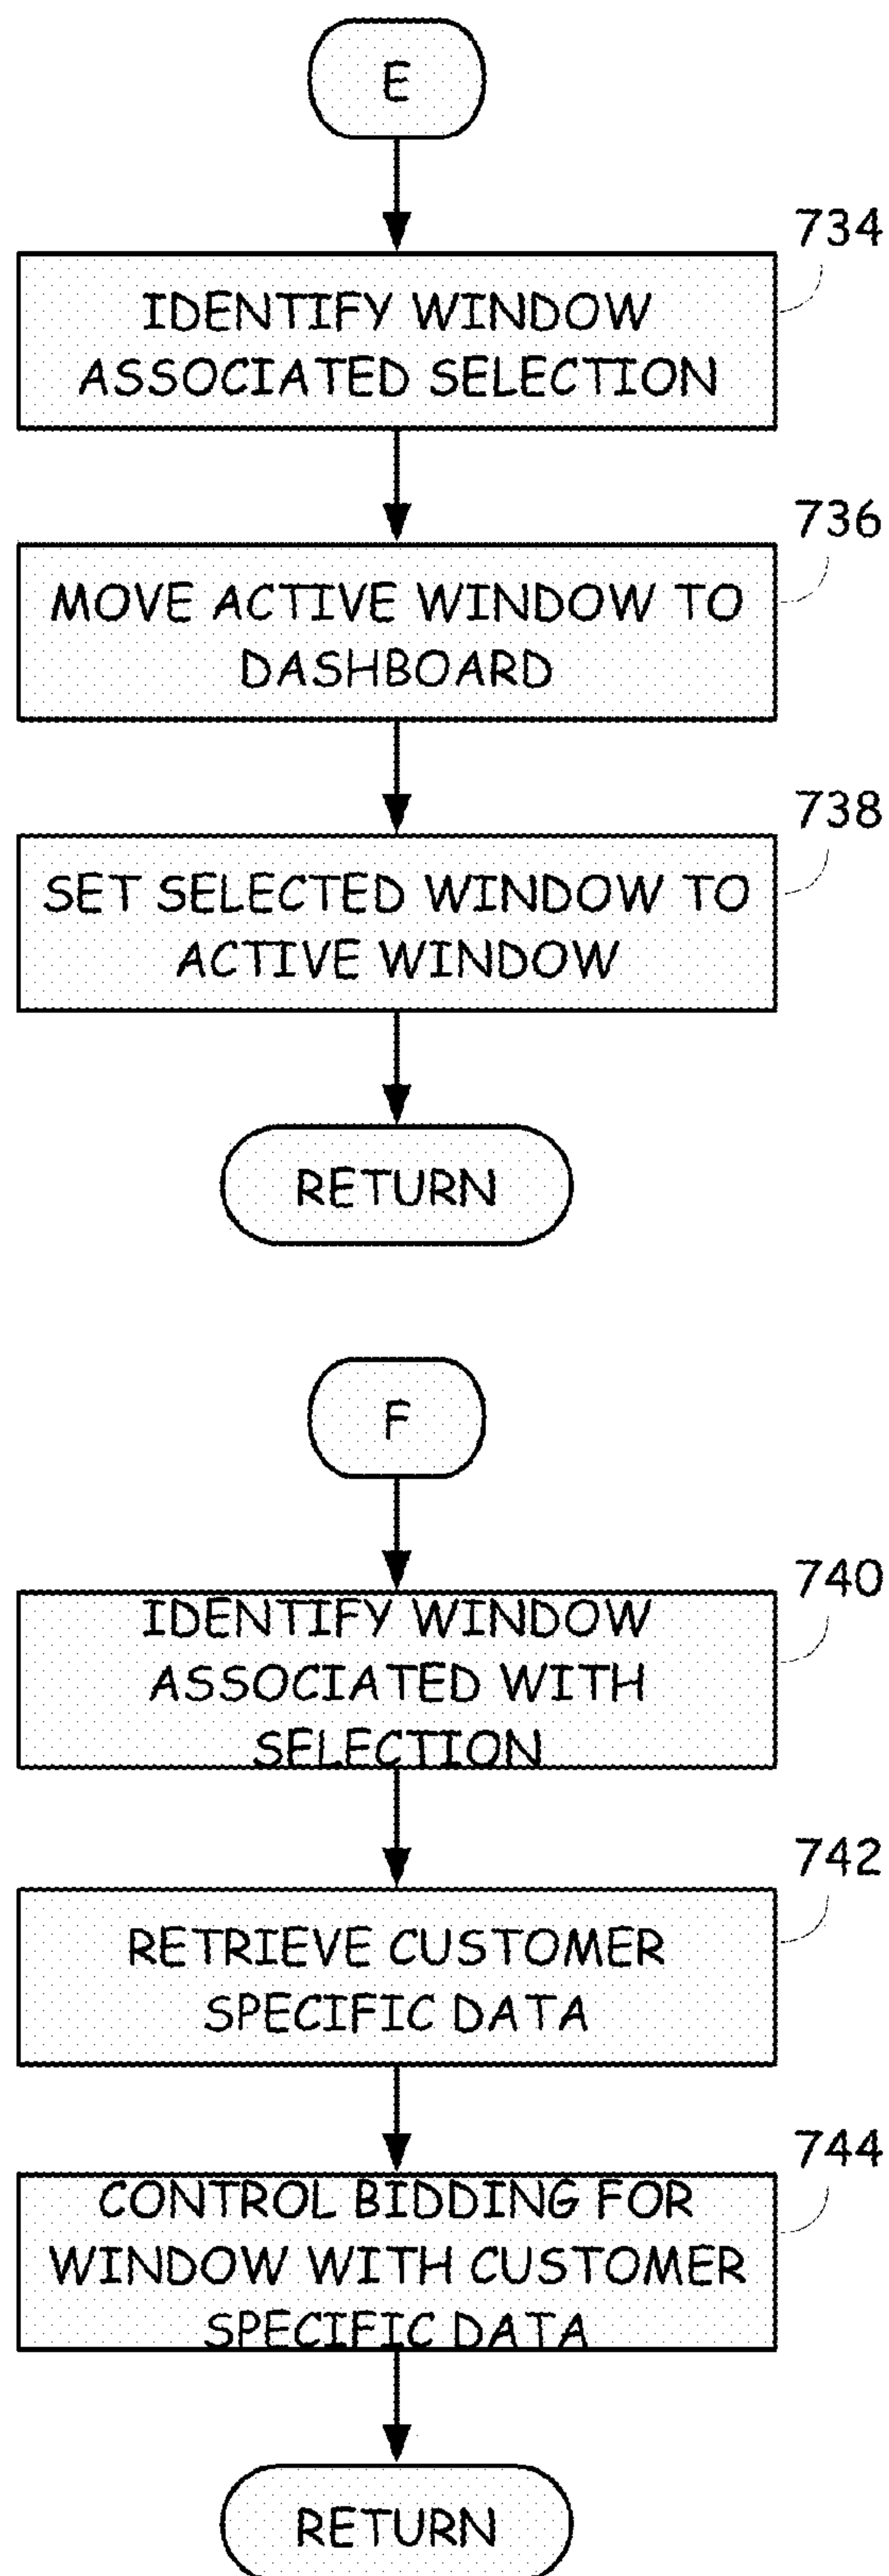 E
734
IDENTIFY WINDOW
ASSOCIATED SELECTION
736
MOVE ACTIVE WINDOW TO
DASHBOARD
738
SET SELECTED WINDOW TO
ACTIVE WINDOW
RETURN
F
740
IDENTIFY WINDOW
ASSOCIATED WITH
SELECTION
742
RETRIEVE CUSTOMER
SPECIFIC DATA
744
CONTROL BIDDING FOR
WINDOW WITH CUSTOMER
SPECIFIC DATA
RETURN